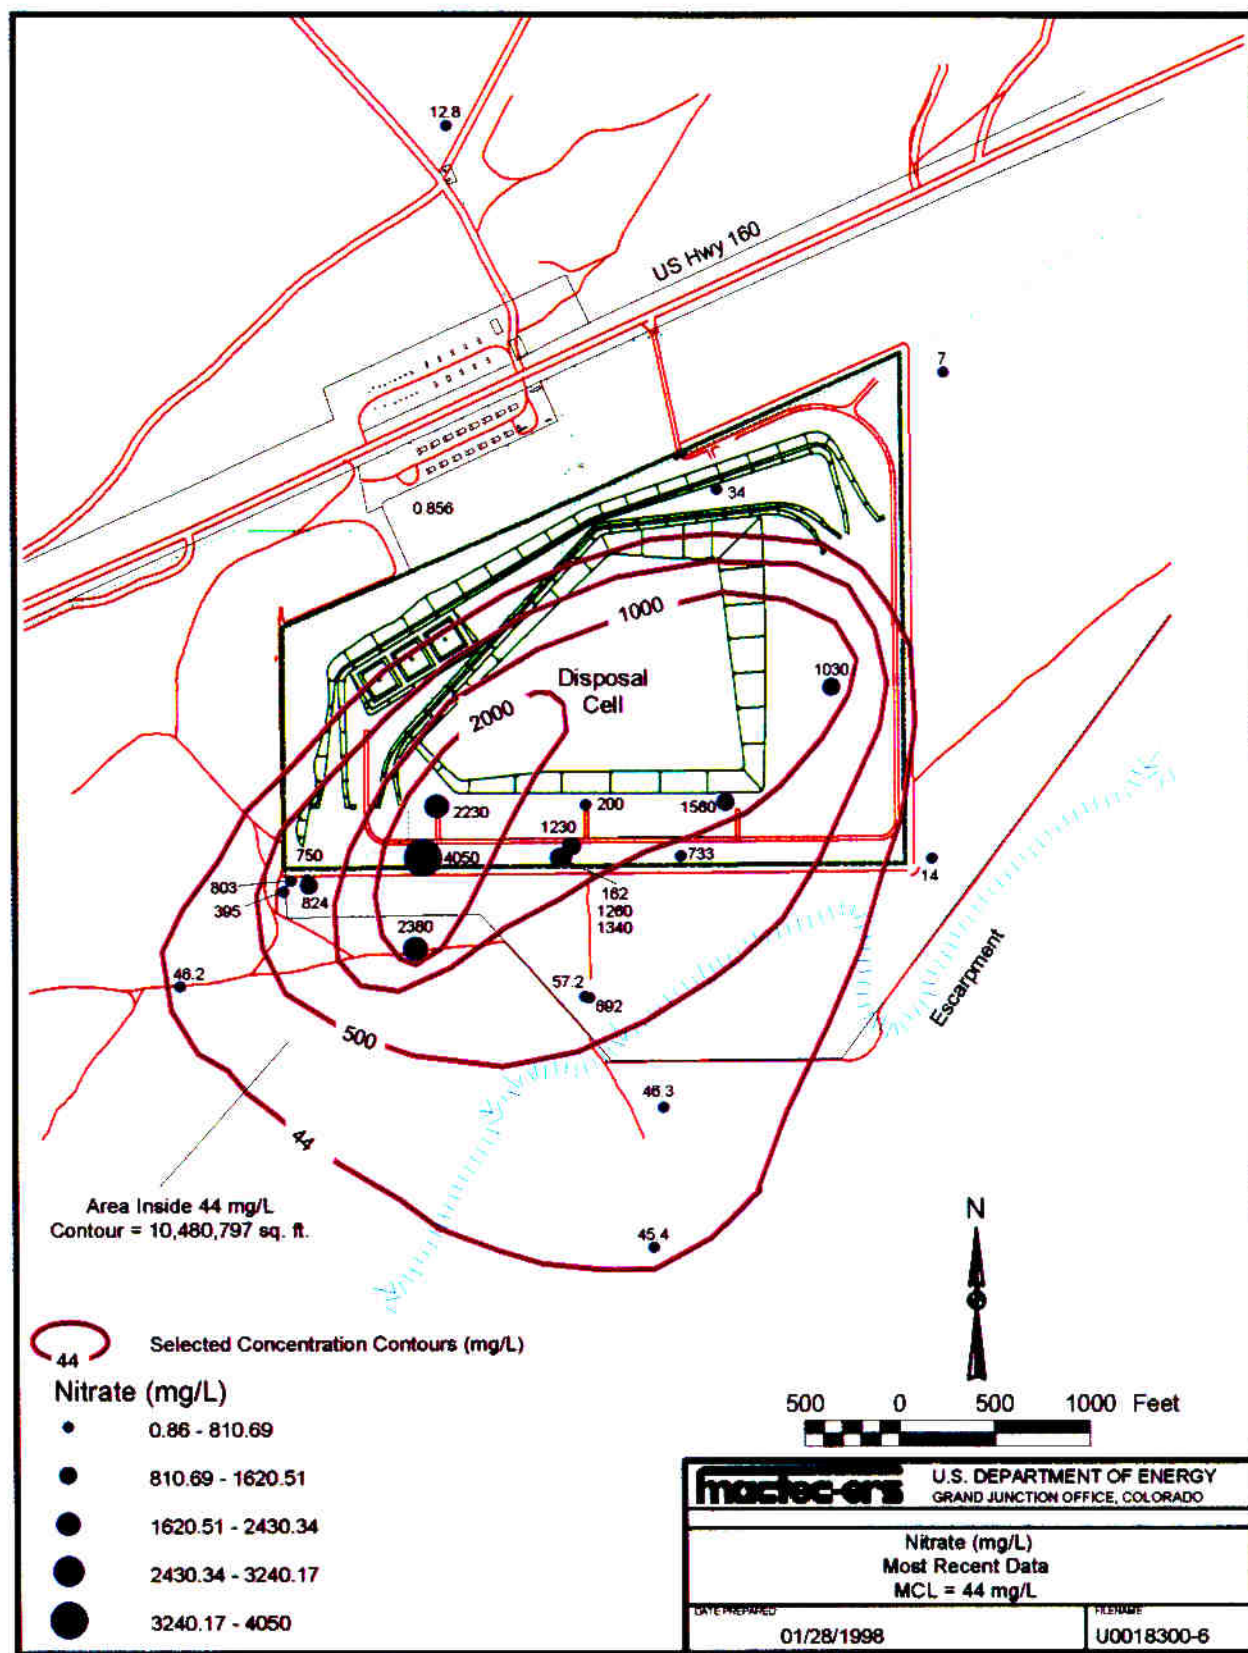 12.8
US Hwy 160
7
34
0.856
1000
1030
Disposal
Cell
2000
2230
200
1560
1230
750
4050
733
14
803
395
824
162
1260
1340
2380
46.2
57.2
692
Escarpment
500
46.3
44
Area Inside 44 mg/L
Contour = 10,480,797 sq. ft.
45.4
N
44
Selected Concentration Contours (mg/L)
Nitrate (mg/L)
0.86 - 810.69
810.69 - 1620.51
1620.51 - 2430.34
2430.34 - 3240.17
3240.17 - 4050
500 0 500 1000 Feet
mactec-ers
U.S. DEPARTMENT OF ENERGY
GRAND JUNCTION OFFICE, COLORADO
Nitrate (mg/L)
Most Recent Data
MCL = 44 mg/L
DATE PREPARED
01/28/1998
FILENAME
U0018300-6